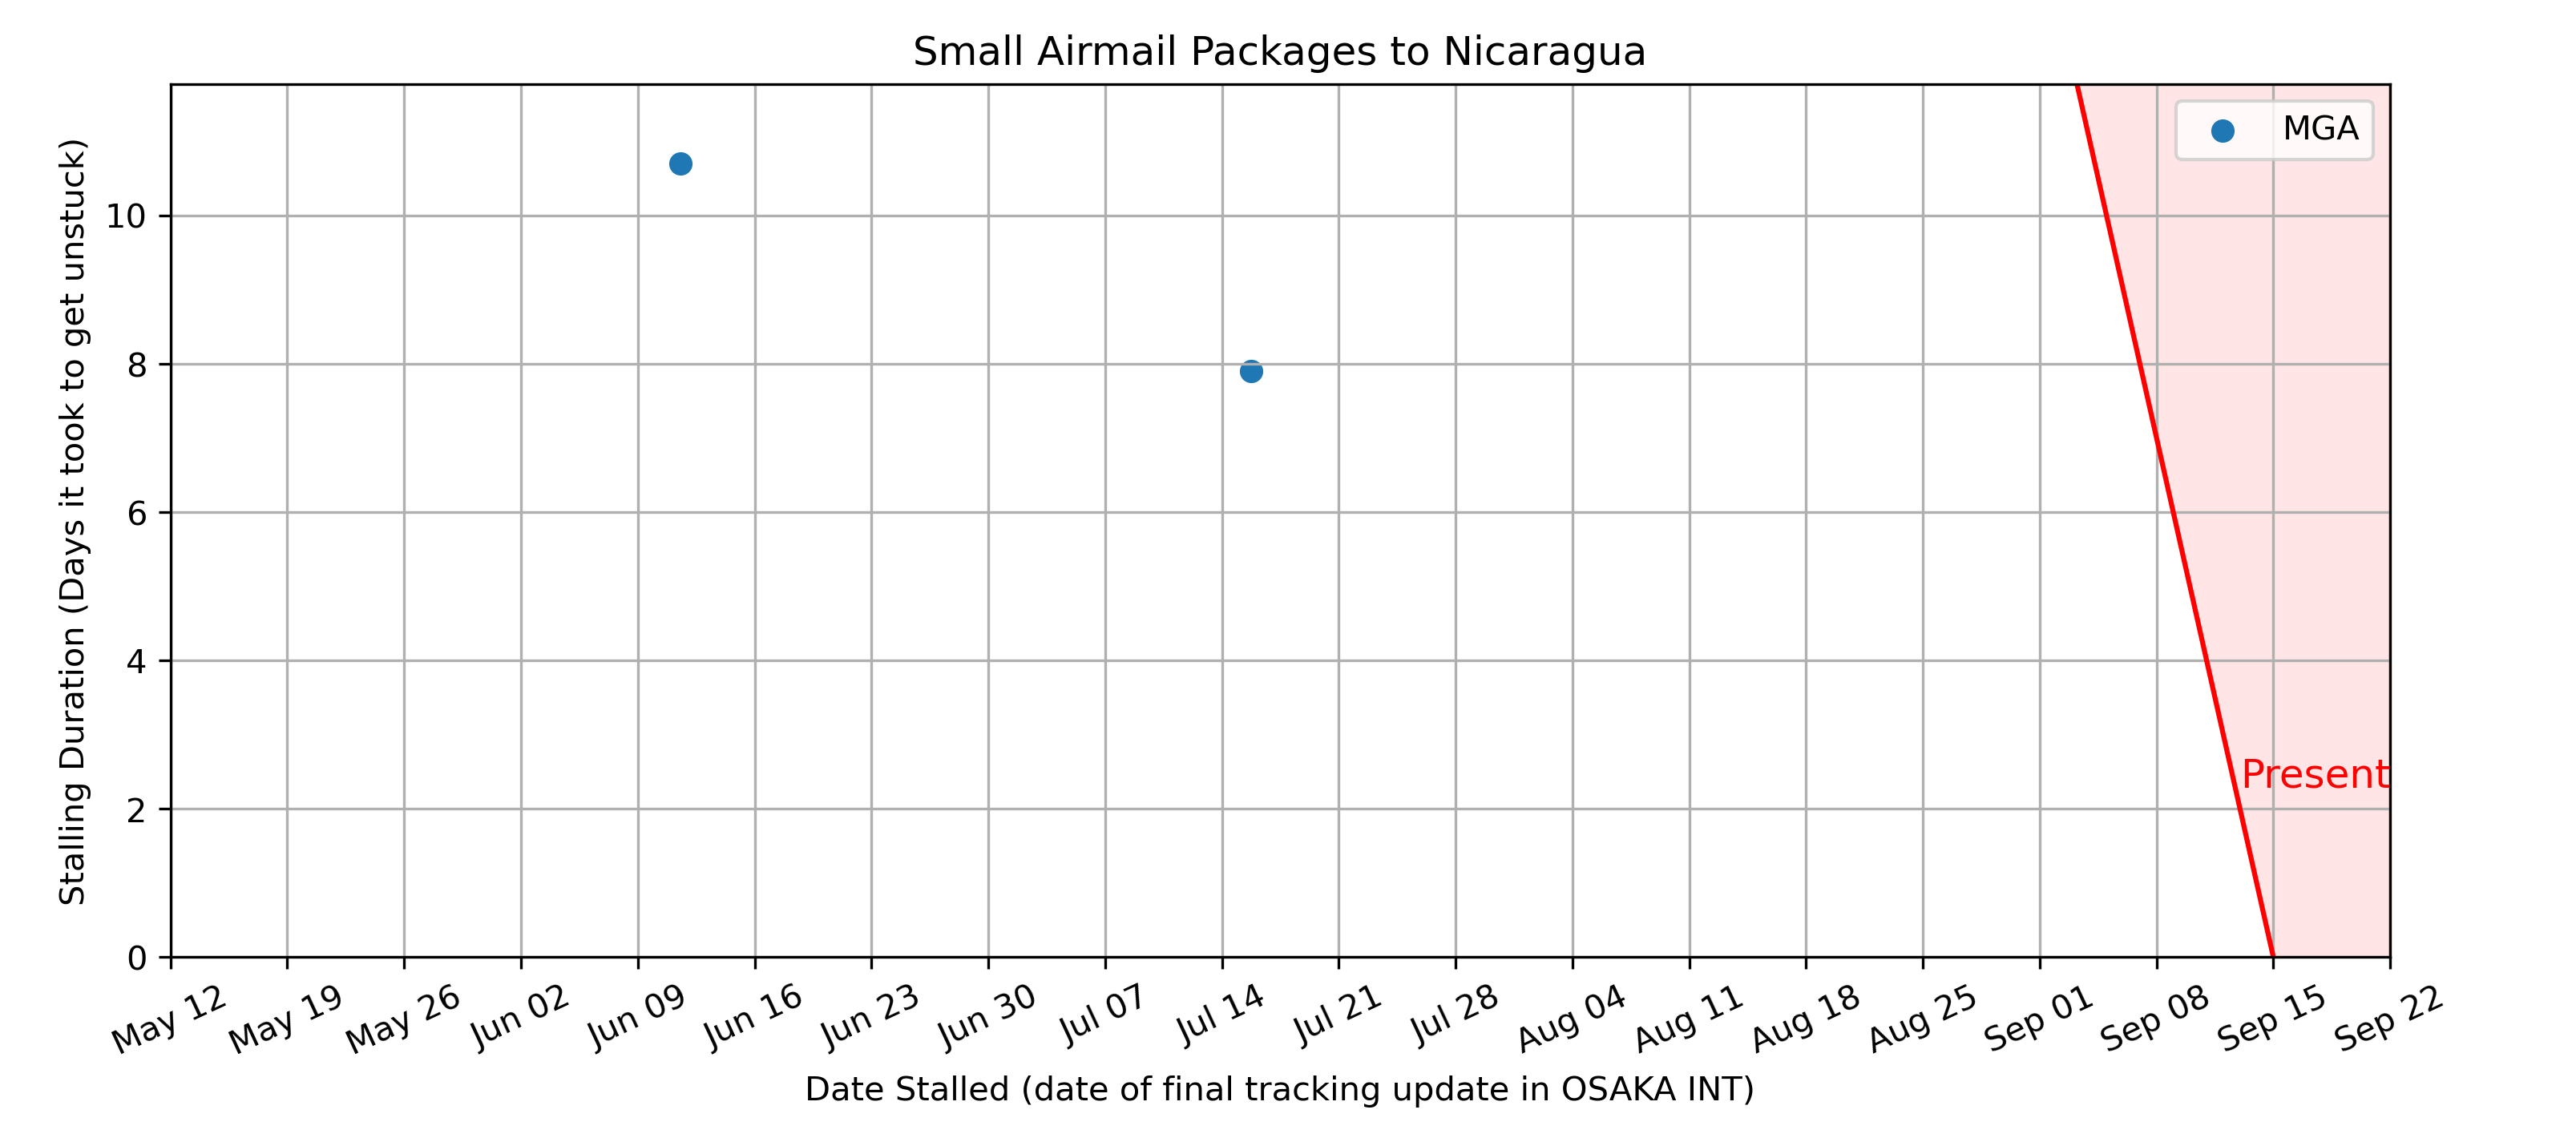 Small Airmail Packages to Nicaragua
MGA
Stalling Duration (Days it took to get unstuck)
10
8
6
4
2
0
Present
May 12
May 19
May 26
Jun 02
Jun 09
Jun 16
Jun 23
Jun 30
Jul 07
Jul 14
Jul 21
Jul 28
Aug 04
Aug 11
Aug 18
Aug 25
Sep 01
Sep 08
Sep 15
Sep 22
Date Stalled (date of final tracking update in OSAKA INT)